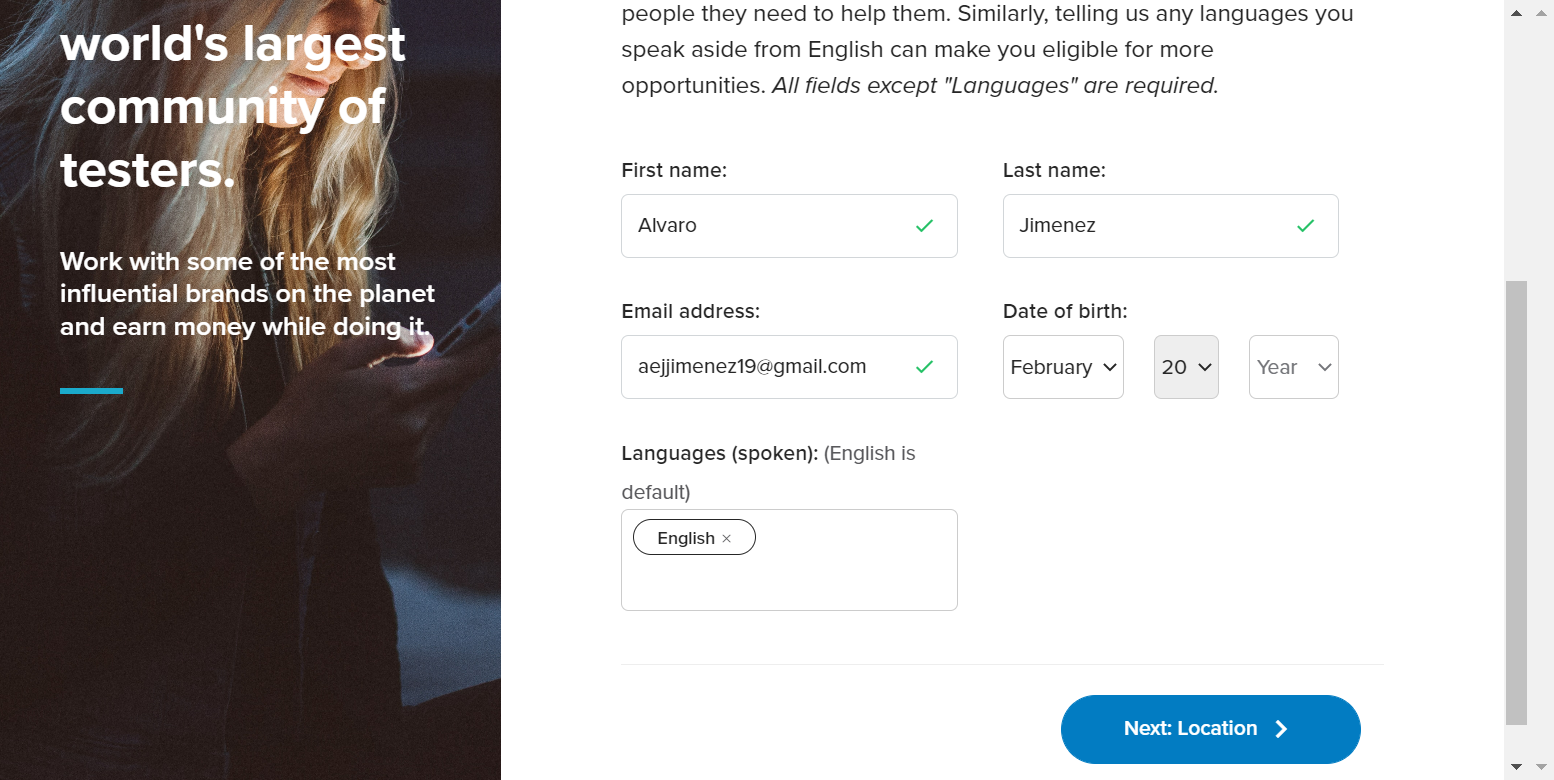 world's largest
community of
testers.
Work with some of the most
influential brands on the planet
and earn money while doing it.
people they need to help them. Similarly, telling us any languages you
speak aside from English can make you eligible for more
opportunities. All fields except "Languages" are required.
First name:
Last name:
Alvaro
Jimenez
Email address:
Date of birth:
aejjimenez19@gmail.com
February
20
Year
Languages (spoken): (English is
default)
English ×
Next: Location